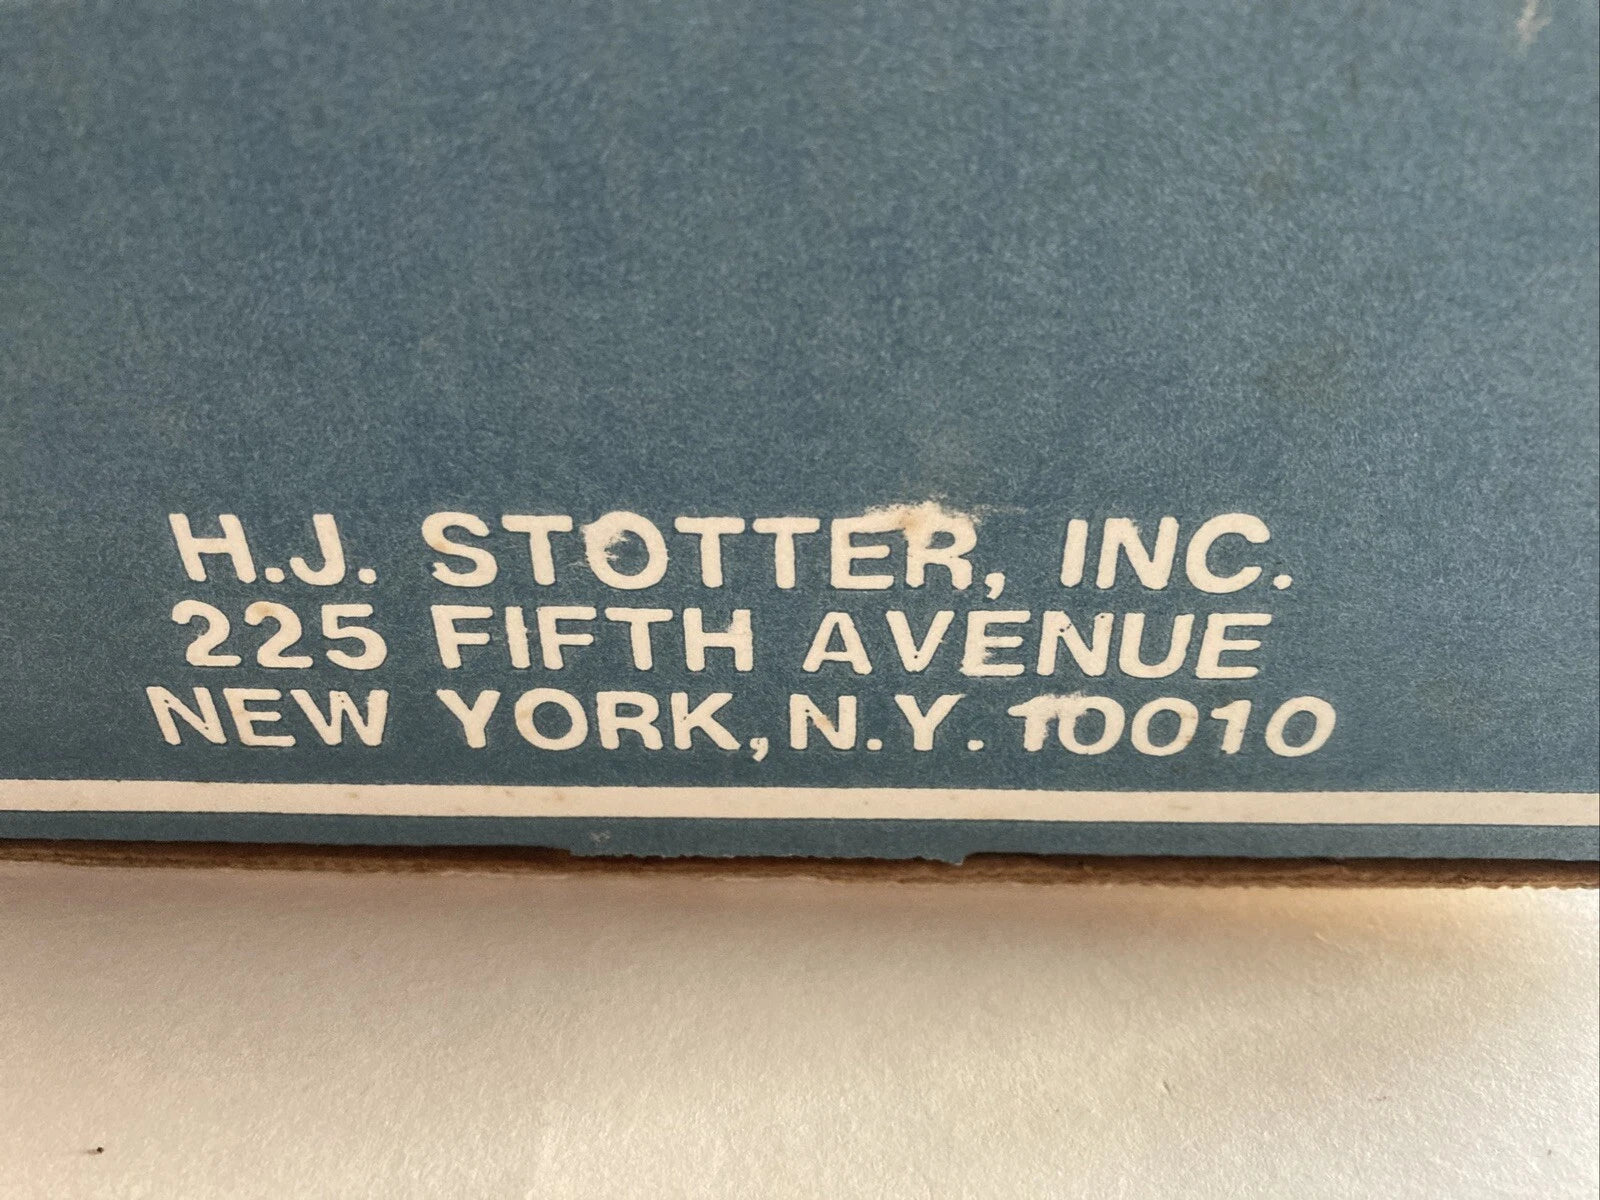 H.J. STOTTER, INC.
225 FIFTH AVENUE
NEW YORK, N.Y. 10010